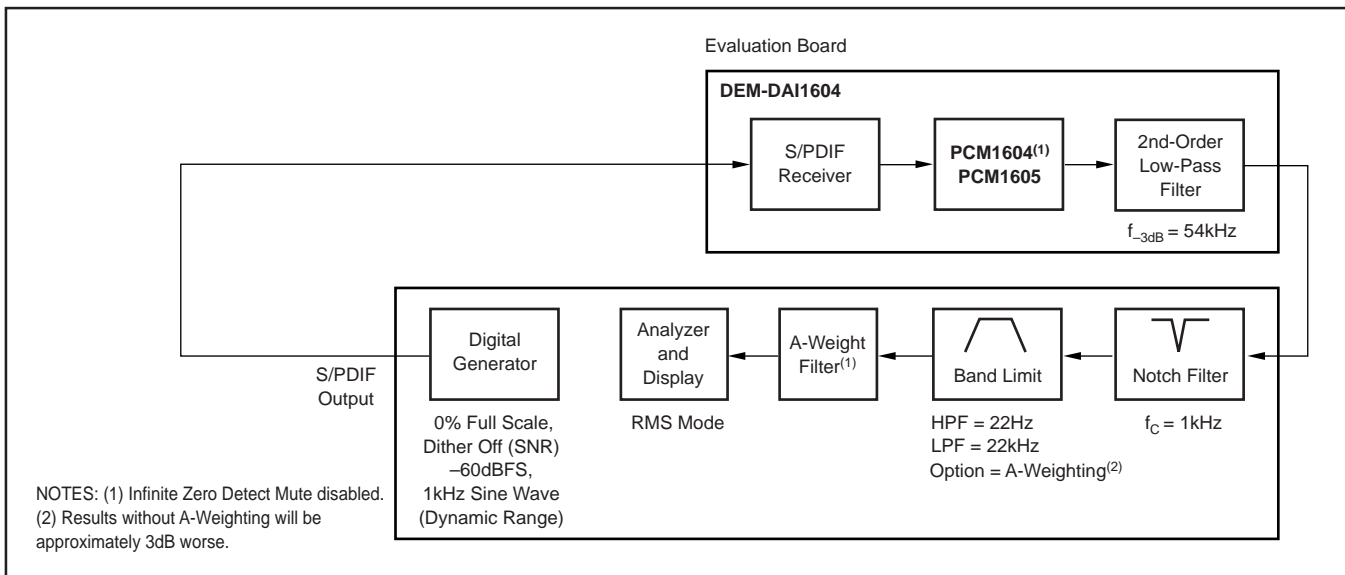 Evaluation Board
DEM-DAI1604
S/PDIF
Receiver
PCM1604(1)
PCM1605
2nd-Order
Low-Pass
Filter
f–3dB = 54kHz
S/PDIF
Output
Digital
Generator
0% Full Scale,
Dither Off (SNR)
–60dBFS,
1kHz Sine Wave
(Dynamic Range)
Analyzer
and
Display
RMS Mode
A-Weight
Filter(1)
Band Limit
HPF = 22Hz
LPF = 22kHz
Option = A-Weighting(2)
Notch Filter
fC = 1kHz
NOTES: (1) Infinite Zero Detect Mute disabled.
(2) Results without A-Weighting will be
approximately 3dB worse.